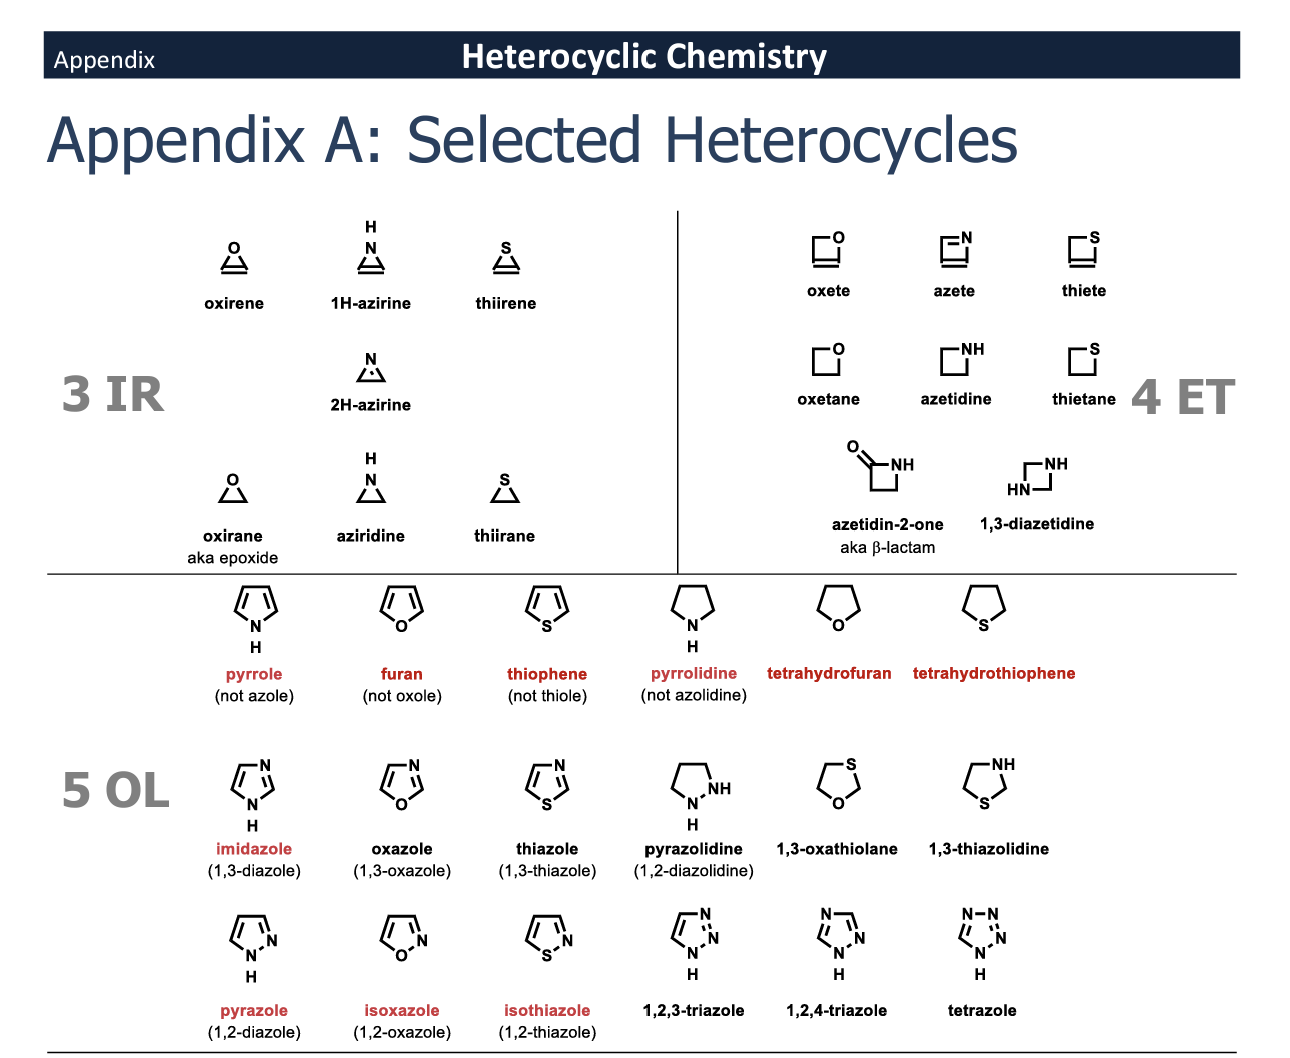 Appendix
Heterocyclic Chemistry
Appendix A: Selected Heterocycles
3 IR
O
H
N
S
oxirene
1H-azirine
thiirene
N
2H-azirine
O
H
N
S
oxirane
aka epoxide
aziridine
thiirane
4 ET
O
N
S
oxete
azete
thiete
O
NH
S
oxetane
azetidine
thietane
O
NH
NH
HN
azetidin-2-one
aka β-lactam
1,3-diazetidine
5 OL
N
H
O
S
N
H
O
S
pyrrole
(not azole)
furan
(not oxole)
thiophene
(not thiole)
pyrrolidine
(not azolidine)
tetrahydrofuran
tetrahydrothiophene
N
N
H
N
O
N
S
NH
N
H
S
O
NH
S
imidazole
(1,3-diazole)
oxazole
(1,3-oxazole)
thiazole
(1,3-thiazole)
pyrazolidine
(1,2-diazolidine)
1,3-oxathiolane
1,3-thiazolidine
N
N
H
N
O
N
S
N
N
N
H
N
N
N
H
N N
N
N
H
pyrazole
(1,2-diazole)
isoxazole
(1,2-oxazole)
isothiazole
(1,2-thiazole)
1,2,3-triazole
1,2,4-triazole
tetrazole